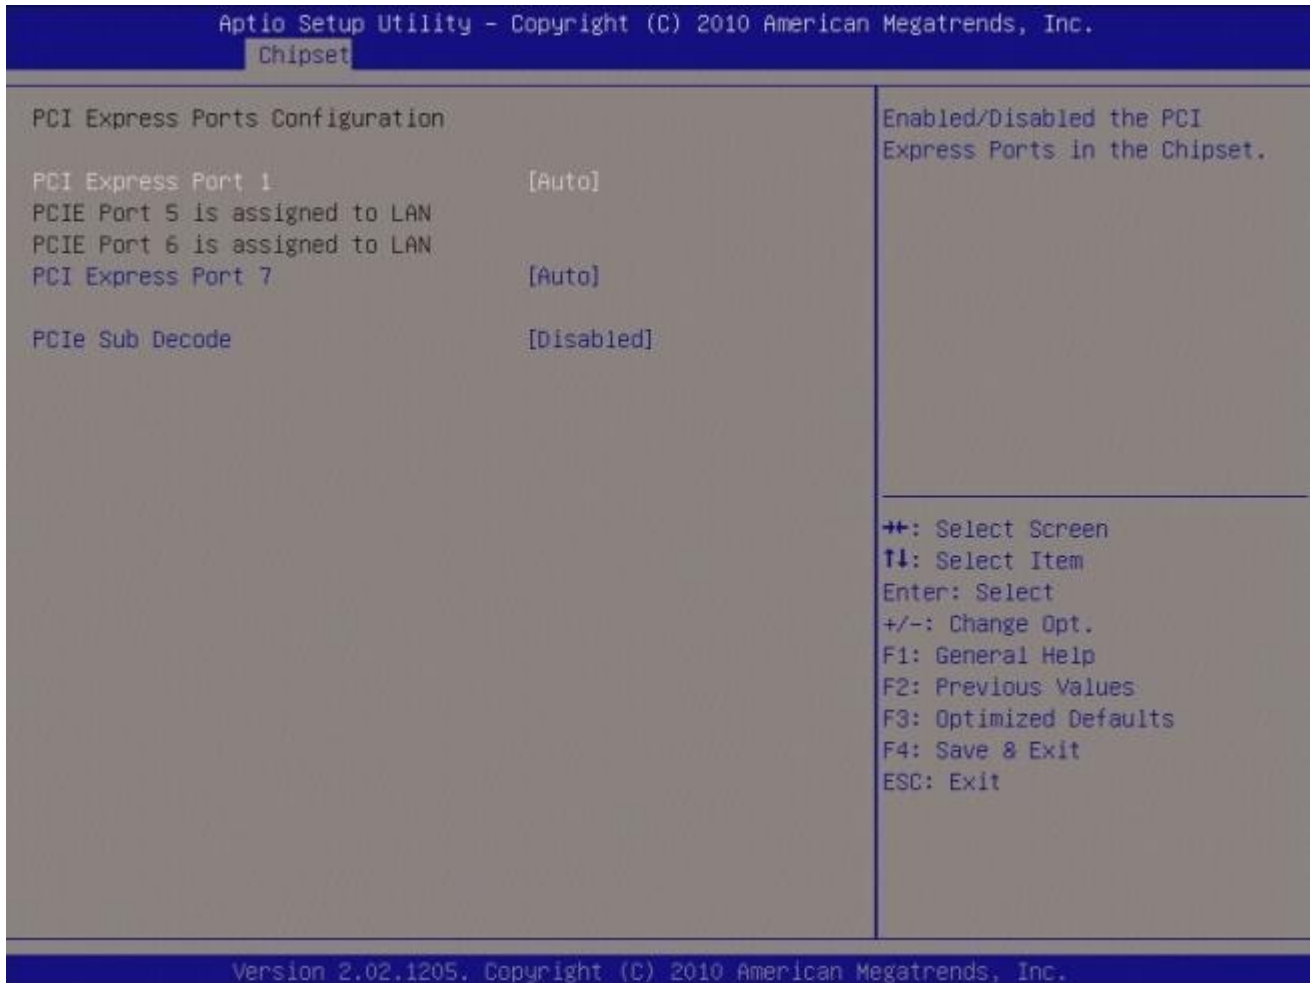 Aptio Setup Utility – Copyright (C) 2010 American Megatrends, Inc.
Chipset
PCI Express Ports Configuration
PCI Express Port 1 [Auto]
PCIE Port 5 is assigned to LAN
PCIE Port 6 is assigned to LAN
PCI Express Port 7 [Auto]
PCIe Sub Decode [Disabled]
Enabled/Disabled the PCI
Express Ports in the Chipset.
→←: Select Screen
↑↓: Select Item
Enter: Select
+/-: Change Opt.
F1: General Help
F2: Previous Values
F3: Optimized Defaults
F4: Save & Exit
ESC: Exit
Version 2.02.1205. Copyright (C) 2010 American Megatrends, Inc.